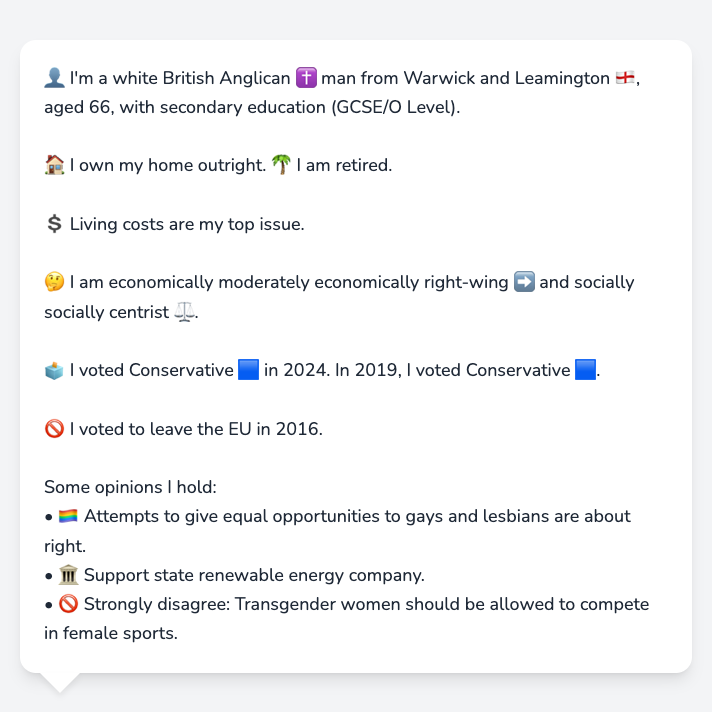 👤 I'm a white British Anglican ✝️ man from Warwick and Leamington 🏴󠁧󠁢󠁥󠁮󠁧󠁿,
aged 66, with secondary education (GCSE/O Level).
🏠 I own my home outright. 🌴 I am retired.
💲 Living costs are my top issue.
🤔 I am economically moderately economically right-wing ➡️ and socially
socially centrist ⚖️.
🗳️ I voted Conservative 🟦 in 2024. In 2019, I voted Conservative 🟦.
🚫 I voted to leave the EU in 2016.
Some opinions I hold:
• 🏳️‍🌈 Attempts to give equal opportunities to gays and lesbians are about
right.
• 🏛️ Support state renewable energy company.
• 🚫 Strongly disagree: Transgender women should be allowed to compete
in female sports.